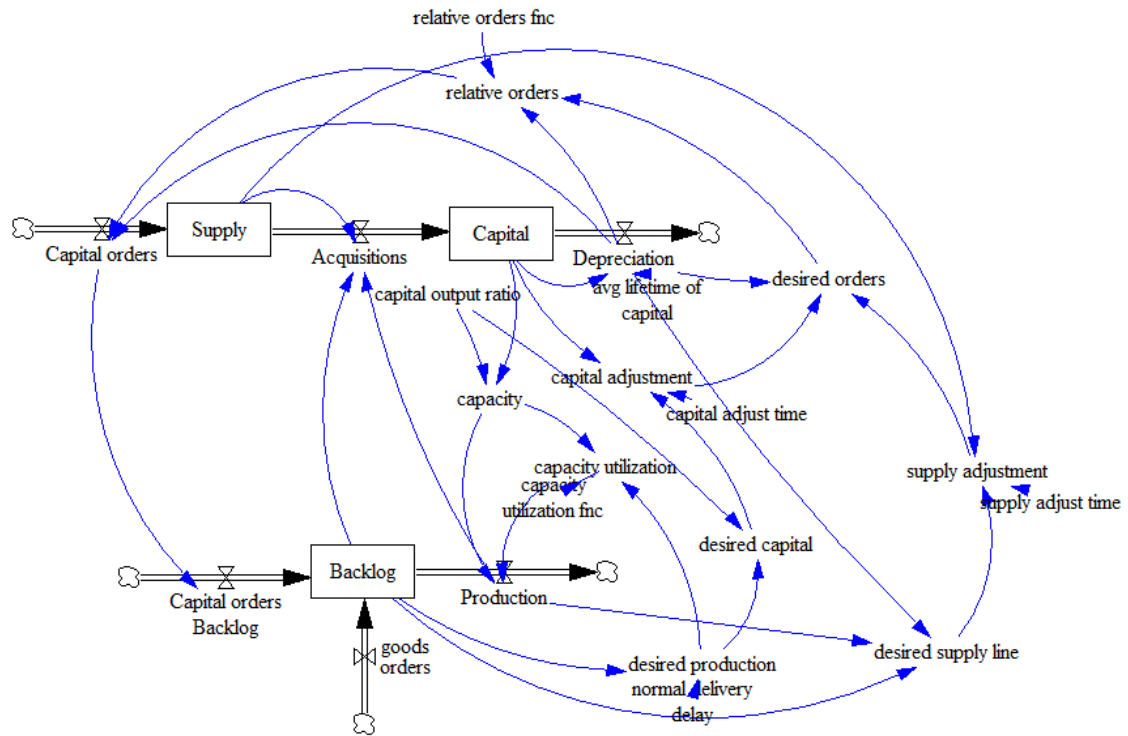 relative orders fnc
relative orders
Supply
Capital
Capital orders
Acquisitions
Depreciation
avg lifetime of
capital
desired orders
capital output ratio
capital adjustment
capital adjust time
capacity
capacity utilization
capacity
utilization fnc
supply adjustment
supply adjust time
desired capital
Backlog
Capital orders
Backlog
Production
goods
orders
desired production
normal delivery
delay
desired supply line